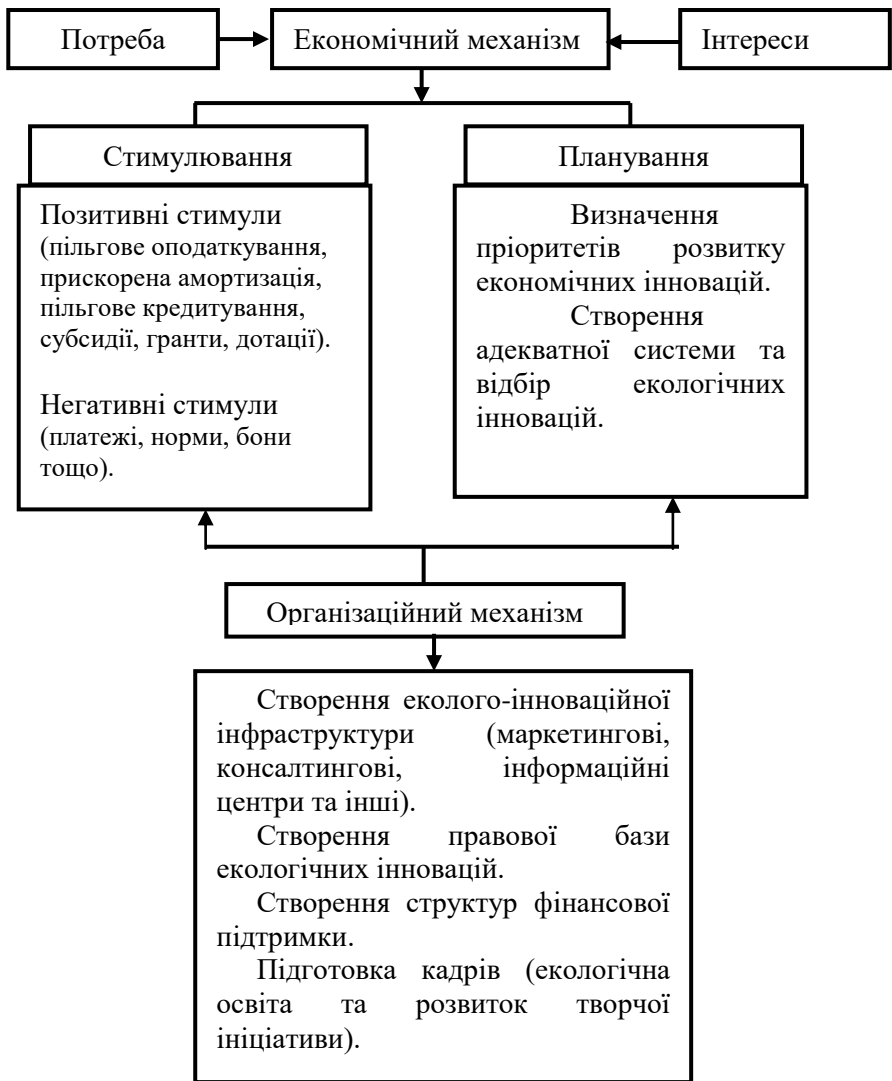 Потреба
Економічний механізм
Інтереси
Стимулювання
Планування
Позитивні стимули
(пільгове оподаткування,
прискорена амортизація,
пільгове кредитування,
субсидії, гранти, дотації).
Негативні стимули
(платежі, норми, бони
тощо).
Визначення
пріоритетів розвитку
економічних інновацій.
Створення
адекватної системи та
відбір екологічних
інновацій.
Організаційний механізм
Створення еколого-інноваційної
інфраструктури (маркетингові,
консалтингові, інформаційні
центри та інші).
Створення правової бази
екологічних інновацій.
Створення структур фінансової
підтримки.
Підготовка кадрів (екологічна
освіта та розвиток творчої
ініціативи).